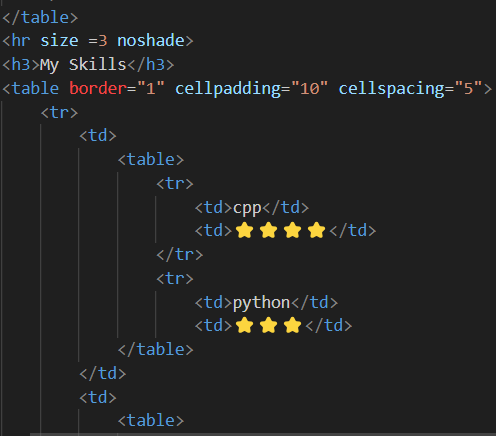 </table>
<hr size =3 noshade>
<h3>My Skills</h3>
<table border="1" cellpadding="10" cellspacing="5">
<tr>
<td>
<table>
<tr>
<td>cpp</td>
<td>⭐⭐⭐⭐</td>
</tr>
<tr>
<td>python</td>
<td>⭐⭐⭐</td>
</table>
</td>
<td>
<table>